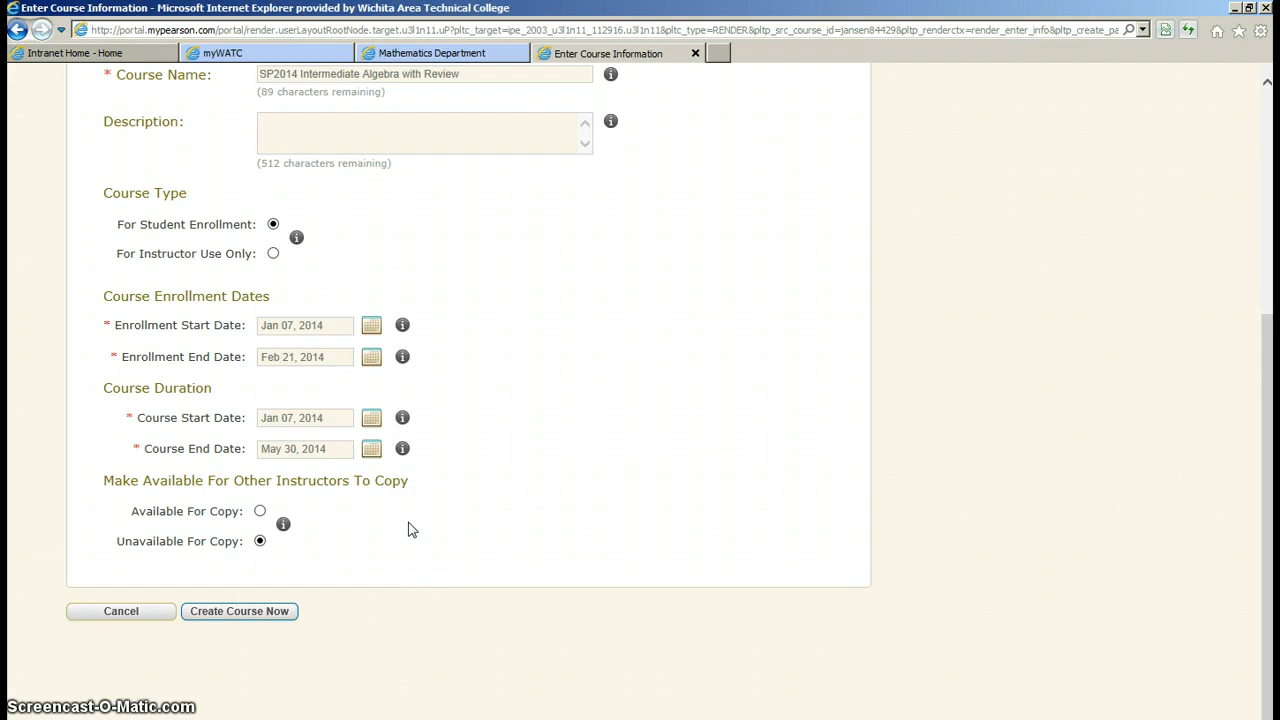 Enter Course Information - Microsoft Internet Explorer provided by Wichita Area Technical College
http://portal.mypearson.com/portal/render.userLayoutRootNode.target.u3l1n11.uP?pltc_target=ipe_2003_u3l1n11_112916.u3l1n11&pltc_type=RENDER&pltp_src_course_id=jansen84429&pltp_renderctx=render_enter_info&pltp_create_pa
Intranet Home - Home
myWATC
Mathematics Department
Enter Course Information
* Course Name: SP2014 Intermediate Algebra with Review
(89 characters remaining)
Description:
(512 characters remaining)
Course Type
For Student Enrollment:
For Instructor Use Only:
Course Enrollment Dates
* Enrollment Start Date: Jan 07, 2014
* Enrollment End Date: Feb 21, 2014
Course Duration
* Course Start Date: Jan 07, 2014
* Course End Date: May 30, 2014
Make Available For Other Instructors To Copy
Available For Copy:
Unavailable For Copy:
Cancel Create Course Now
Screencast-O-Matic.com